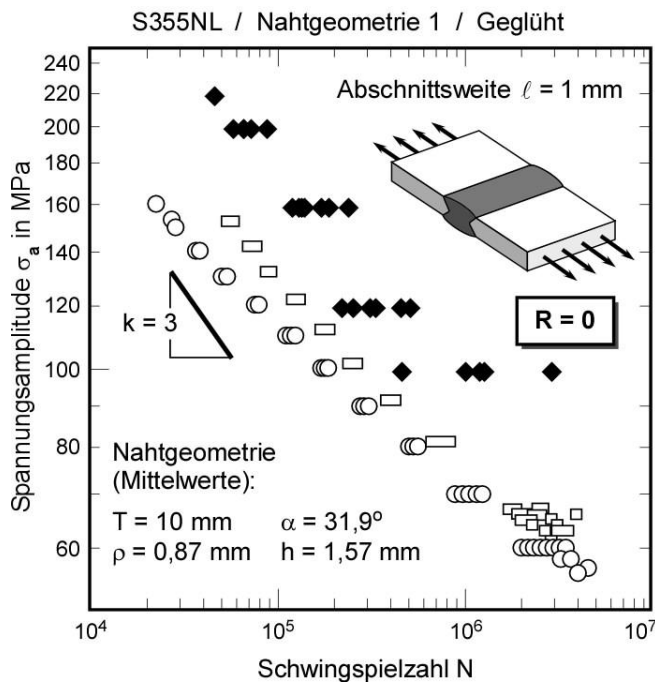 S355NL / Nahtgeometrie 1 / Geglüht
Spannungsamplitude σa in MPa
240
220
200
180
160
140
120
100
80
60
Abschnittsweite ℓ = 1 mm
R = 0
k = 3
Nahtgeometrie
(Mittelwerte):
T = 10 mm α = 31,9°
ρ = 0,87 mm h = 1,57 mm
10⁴ 10⁵ 10⁶ 10⁷
Schwingspielzahl N